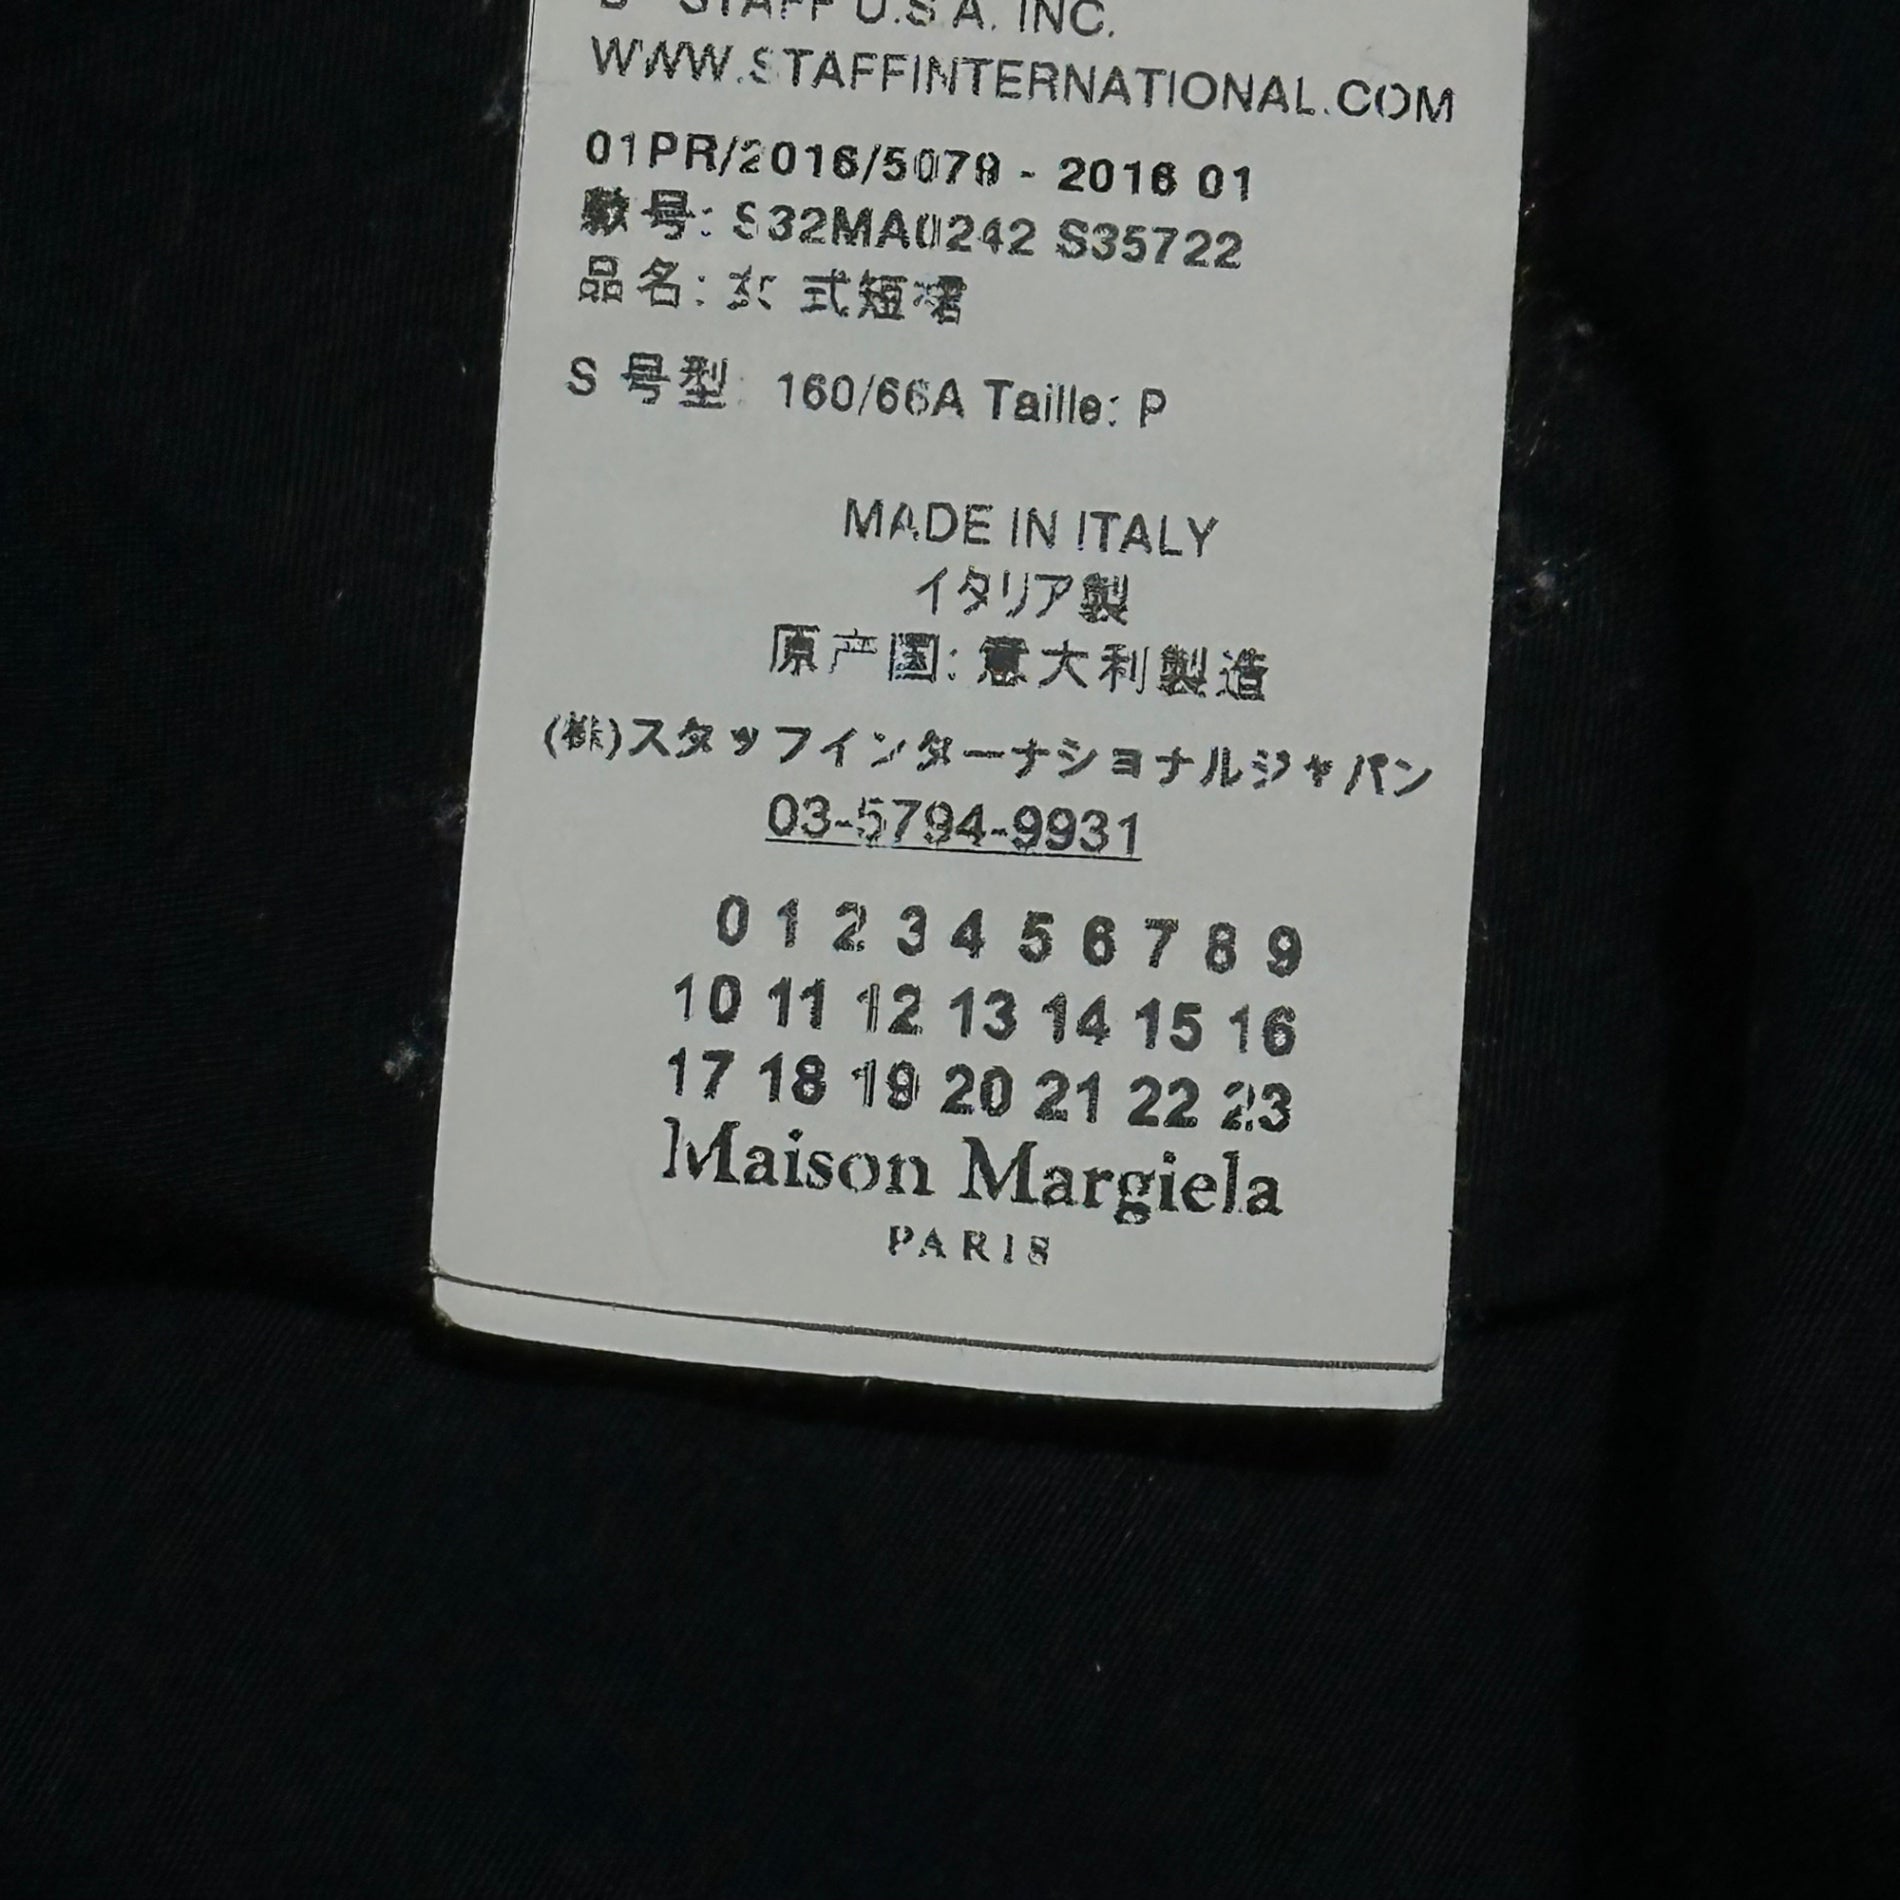 STAFF U.S.A. INC.
WWW.STAFFINTERNATIONAL.COM
01PR/2016/5079 - 2016 01
款号: S32MA0242 S35722
品名: 女式短裙
S 号型: 160/66A Taille: P
MADE IN ITALY
イタリア製
原产国: 意大利製造
(株)スタッフインターナショナルジャパン
03-5794-9931
0 1 2 3 4 5 6 7 8 9
10 11 12 13 14 15 16
17 18 19 20 21 22 23
Maison Margiela
PARIS